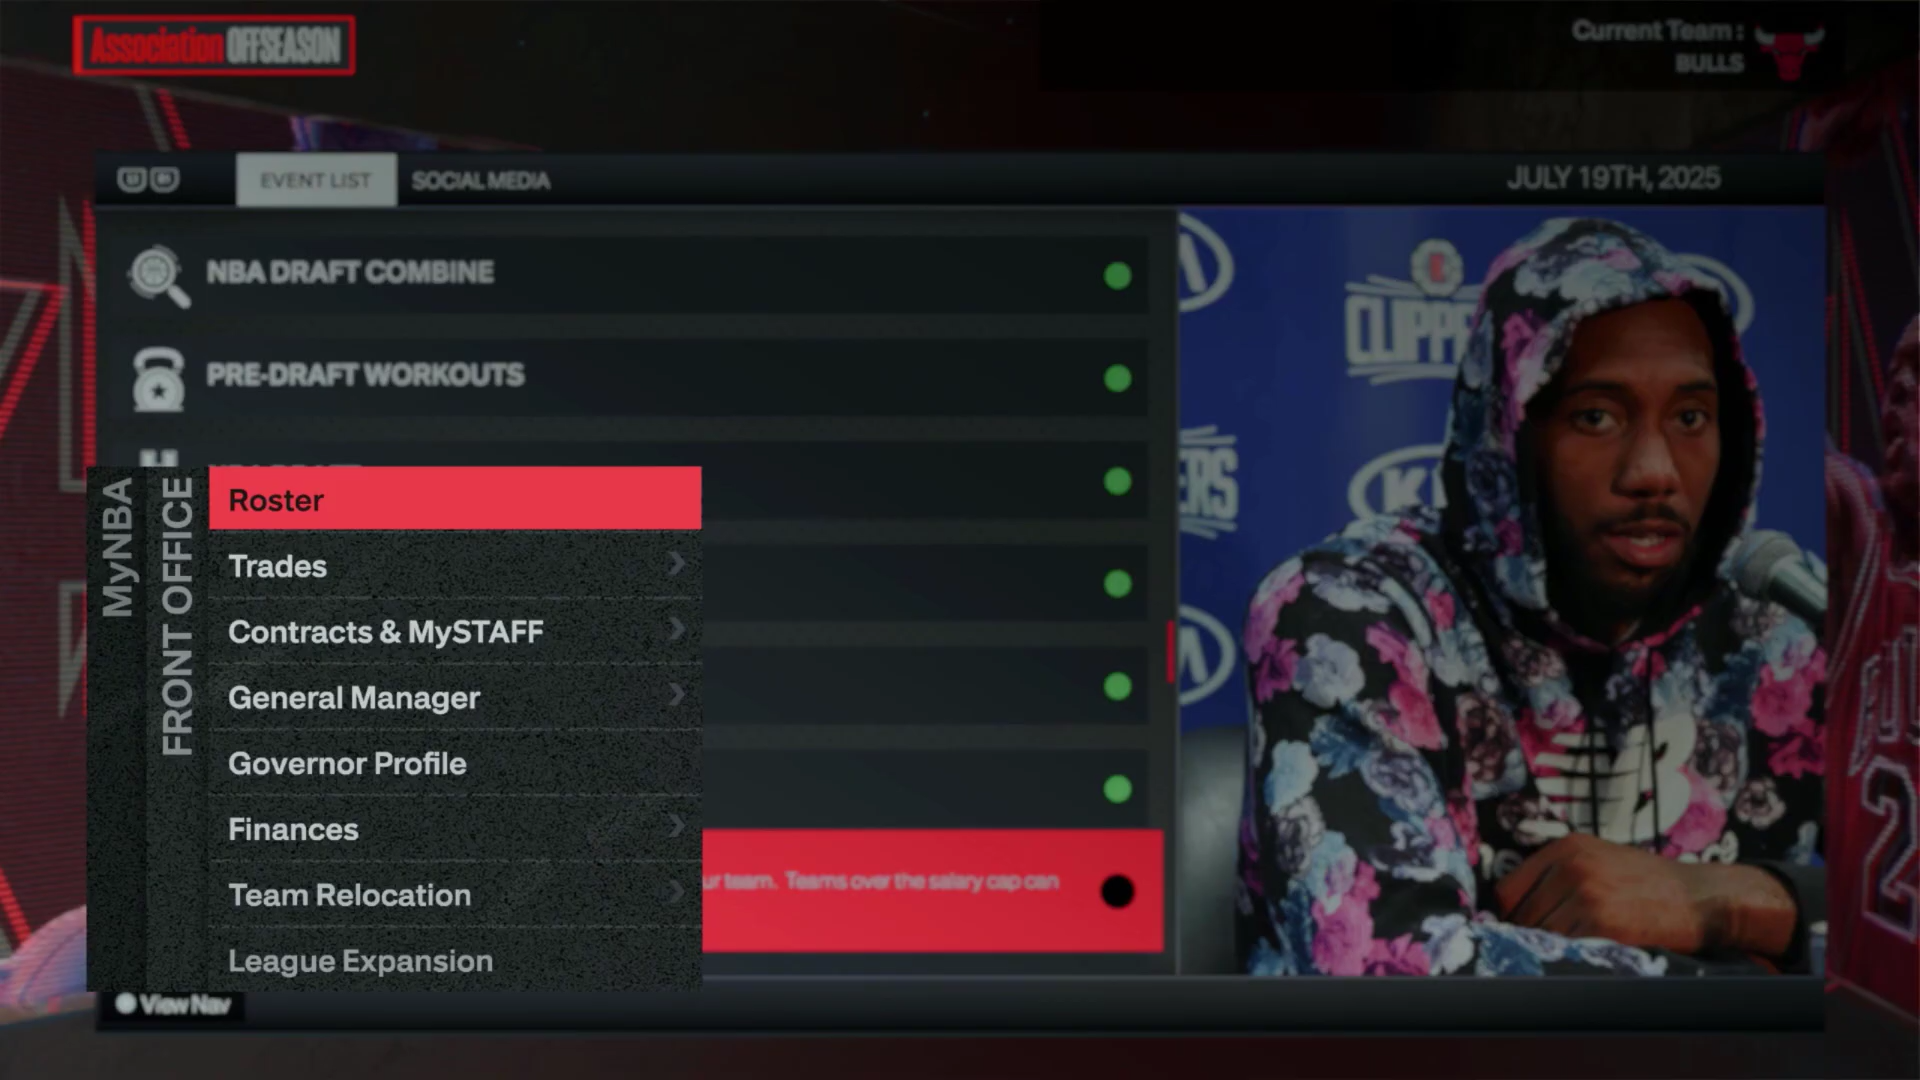 Association OFFSEASON
Current Team :
BULLS
EVENT LIST
SOCIAL MEDIA
JULY 19TH, 2025
NBA DRAFT COMBINE
PRE-DRAFT WORKOUTS
MyNBA
FRONT OFFICE
Roster
Trades
Contracts & MySTAFF
General Manager
Governor Profile
Finances
Team Relocation
League Expansion
ur team. Teams over the salary cap can
View Nav
CLIPPE
ERS